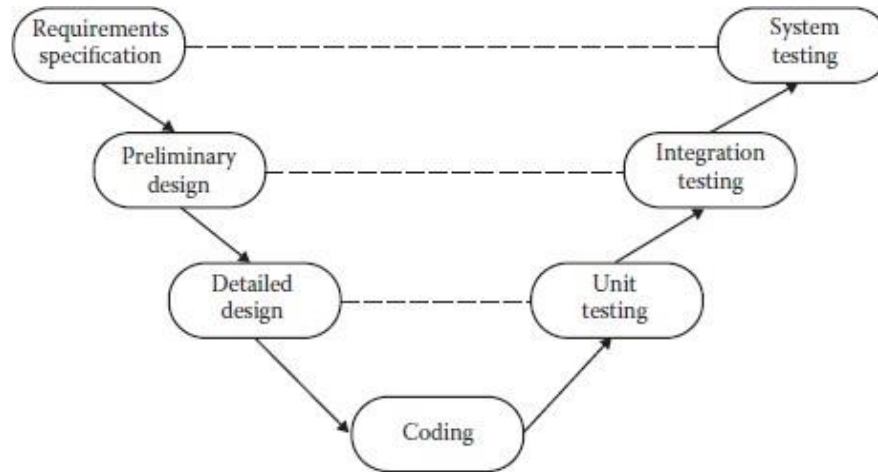 Requirements
specification
System
testing
Preliminary
design
Integration
testing
Detailed
design
Unit
testing
Coding